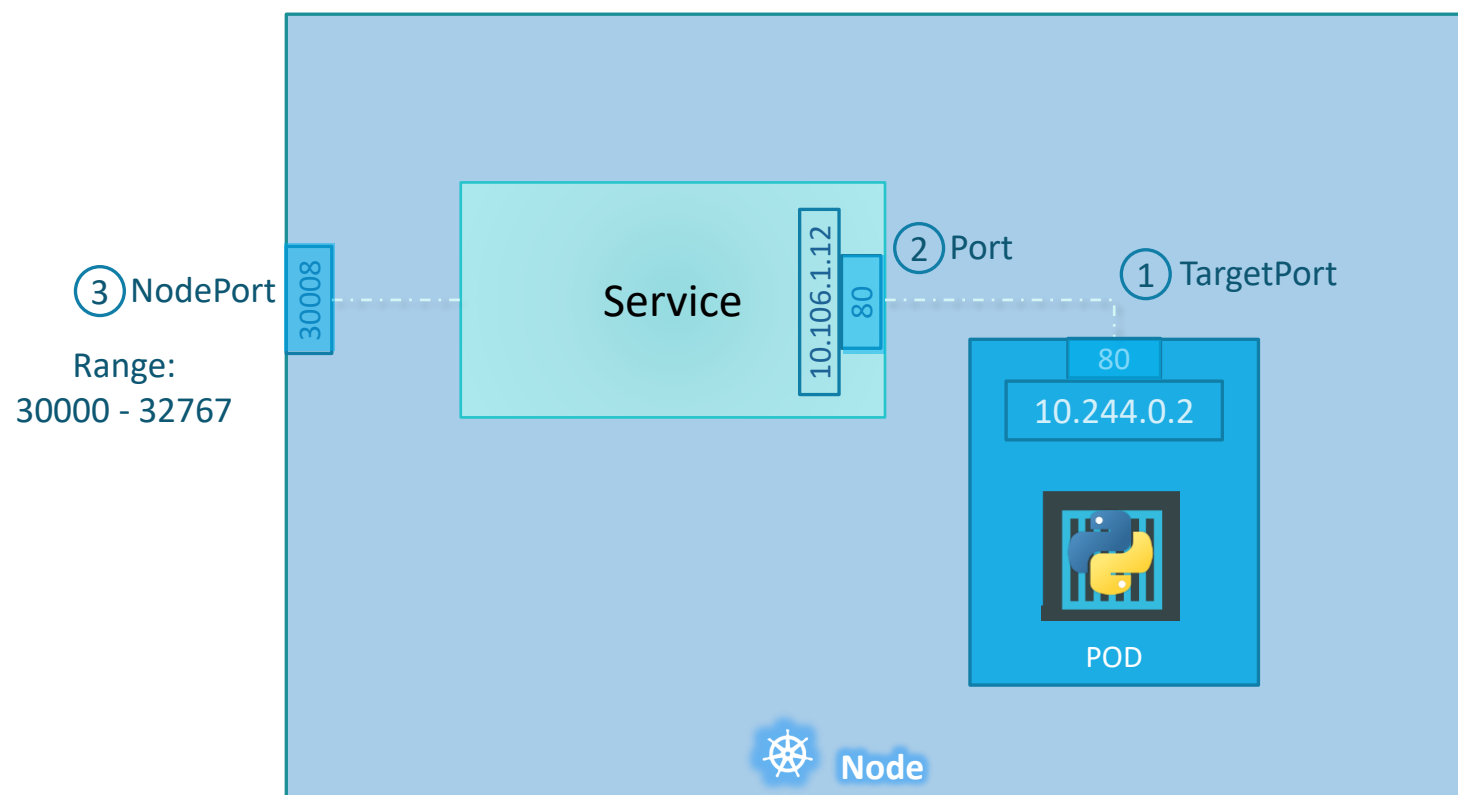 3 NodePort
Range:
30000 - 32767
30008
Service
10.106.1.12
80
2 Port
1 TargetPort
80
10.244.0.2
POD
Node